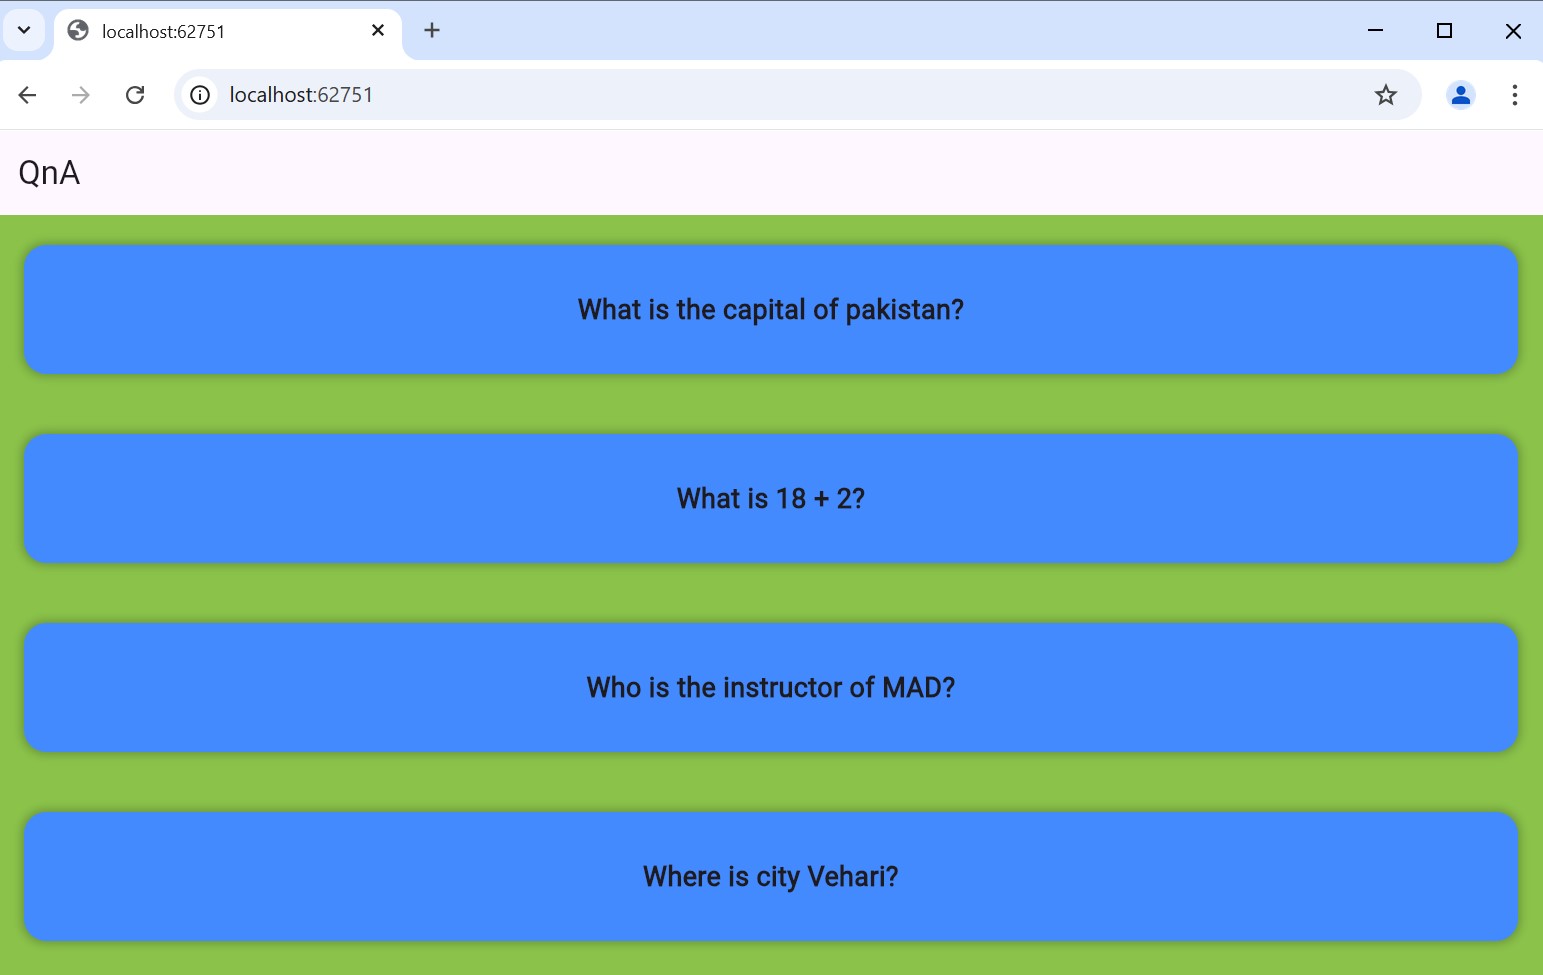 localhost:62751
localhost:62751
QnA
What is the capital of pakistan?
What is 18 + 2?
Who is the instructor of MAD?
Where is city Vehari?